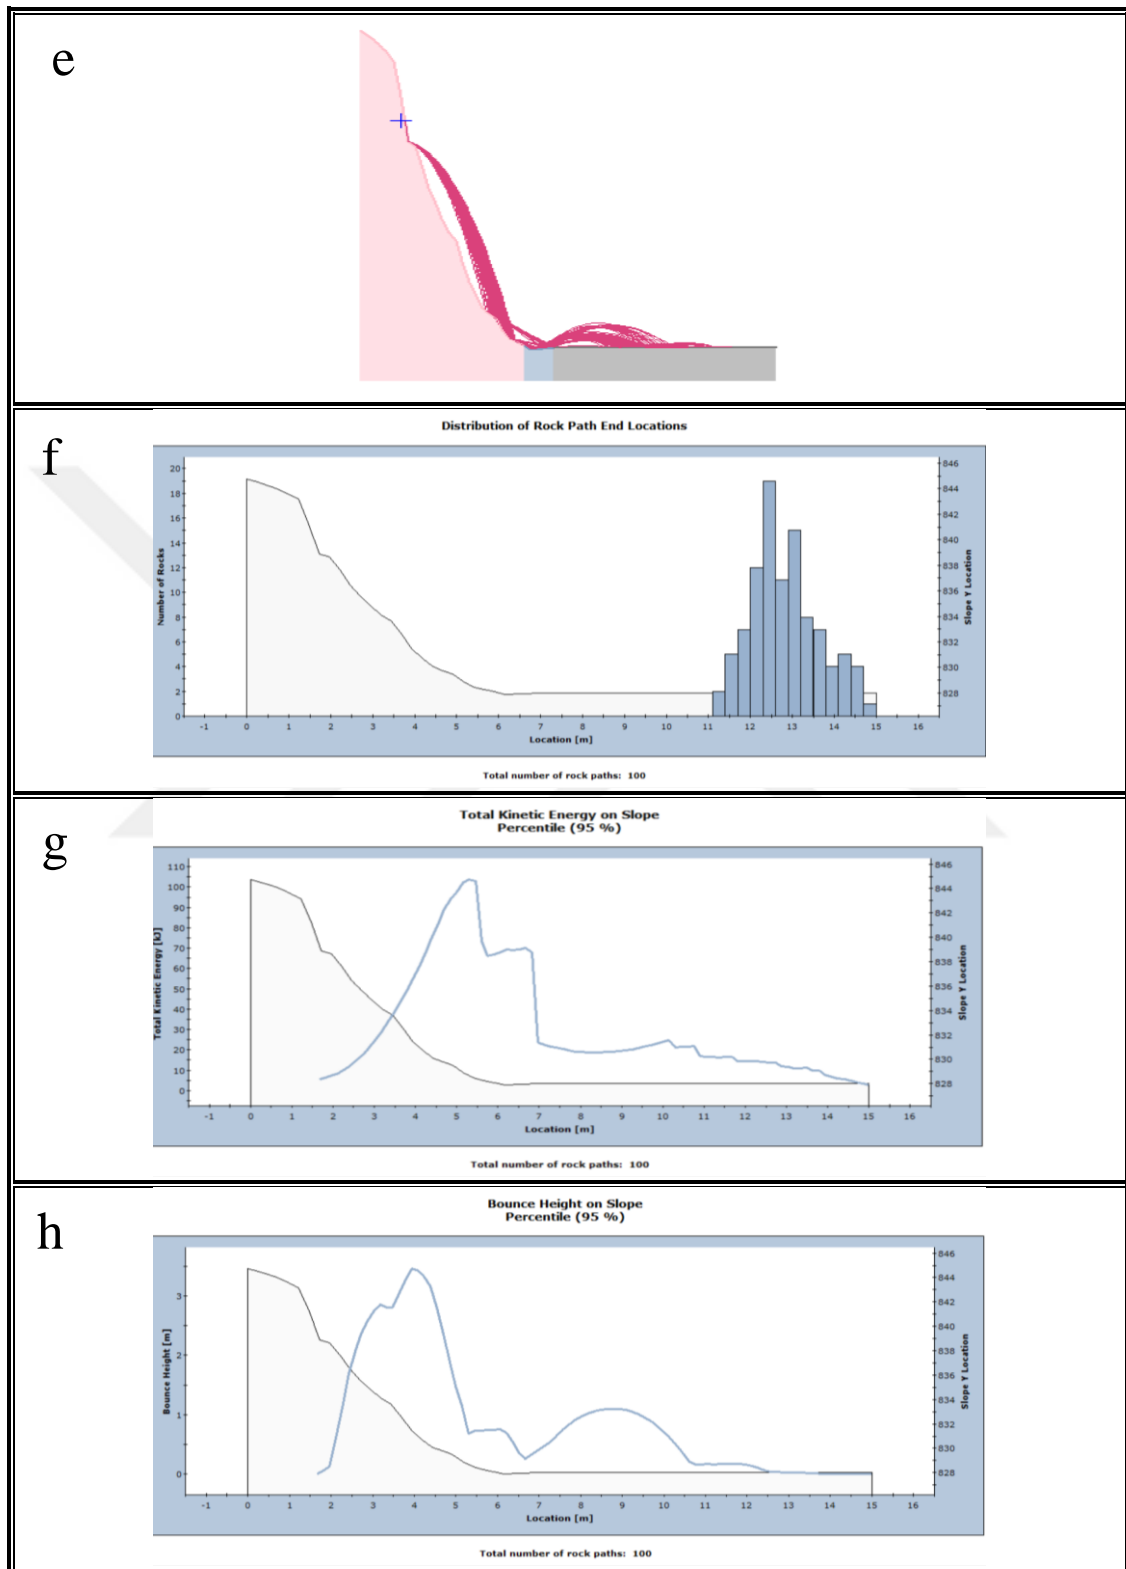 e
f
Distribution of Rock Path End Locations
20
18
16
14
12
10
8
6
4
2
0
Number of Rocks
846
844
842
840
838
836
834
832
830
828
Slope Y Location
-1 0 1 2 3 4 5 6 7 8 9 10 11 12 13 14 15 16
Location [m]
Total number of rock paths: 100
g
Total Kinetic Energy on Slope
Percentile (95 %)
110
100
90
80
70
60
50
40
30
20
10
0
Total Kinetic Energy [kJ]
846
844
842
840
838
836
834
832
830
828
Slope Y Location
-1 0 1 2 3 4 5 6 7 8 9 10 11 12 13 14 15 16
Location [m]
Total number of rock paths: 100
h
Bounce Height on Slope
Percentile (95 %)
3
2
1
0
Bounce Height [m]
846
844
842
840
838
836
834
832
830
828
Slope Y Location
-1 0 1 2 3 4 5 6 7 8 9 10 11 12 13 14 15 16
Location [m]
Total number of rock paths: 100